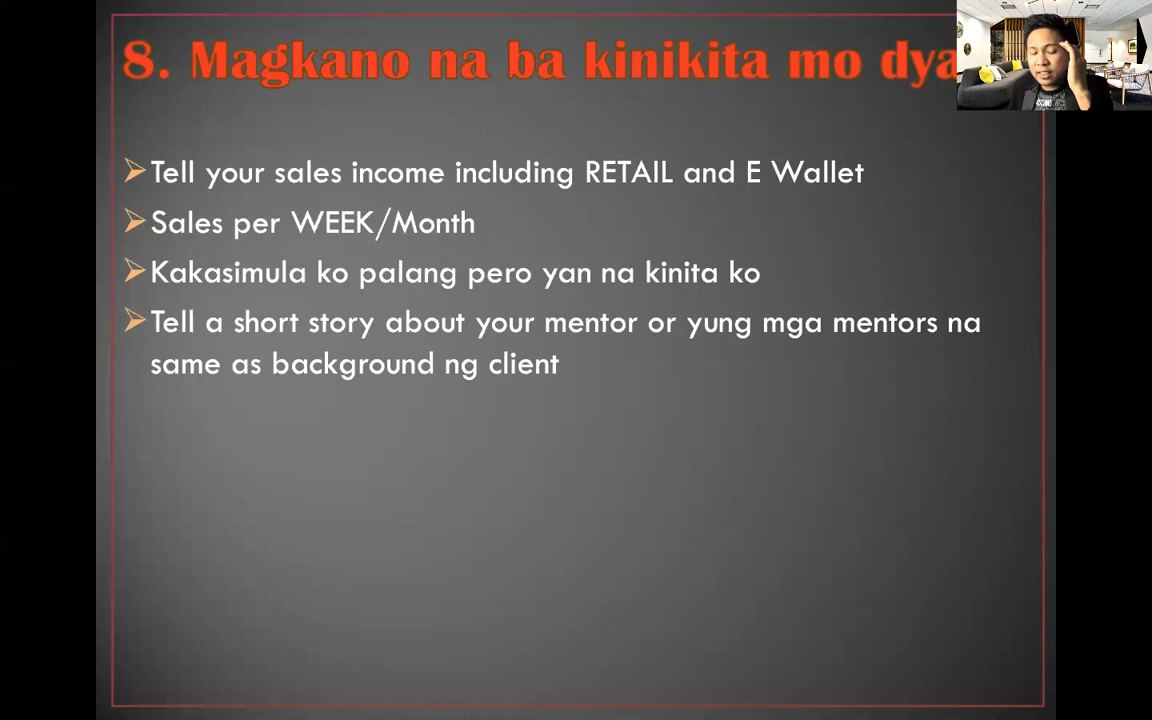 8. Magkano na ba kinikita mo dya
Tell your sales income including RETAIL and E Wallet
Sales per WEEK/Month
Kakasimula ko palang pero yan na kinita ko
Tell a short story about your mentor or yung mga mentors na
same as background ng client